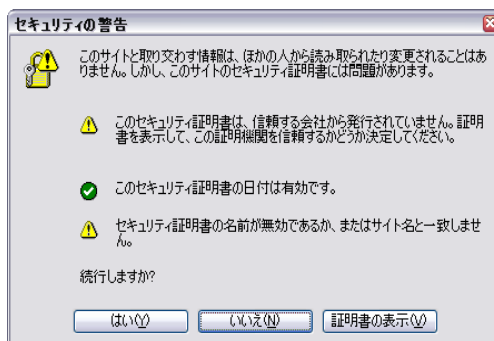 セキュリティの警告
このサイトと取り交わす情報は、ほかの人から読み取られたり変更されることはあ
りません。しかし、このサイトのセキュリティ証明書には問題があります。
このセキュリティ証明書は、信頼する会社から発行されていません。証明
書を表示して、この証明機関を信頼するかどうか決定してください。
このセキュリティ証明書の日付は有効です。
セキュリティ証明書の名前が無効であるか、またはサイト名と一致しませ
ん。
続行しますか?
はい(Y) いいえ(N) 証明書の表示(V)